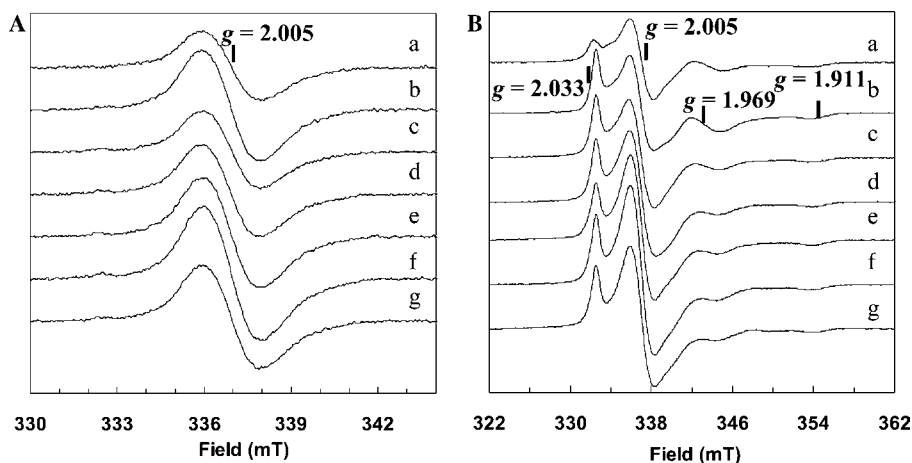 A
g = 2.005
a
b
c
d
e
f
g
330 333 336 339 342
Field (mT)
B
g = 2.005
a
g = 2.033
b
g = 1.969
g = 1.911
c
d
e
f
g
322 330 338 346 354 362
Field (mT)